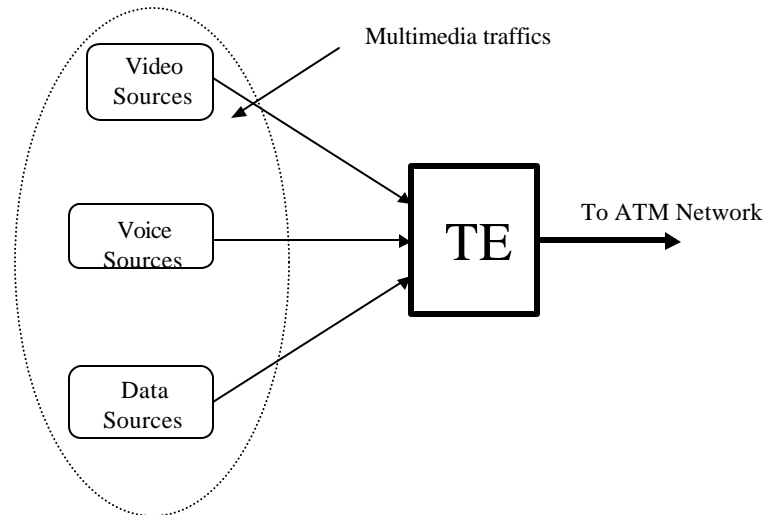 Multimedia traffics
Video
Sources
Voice
Sources
TE
To ATM Network
Data
Sources